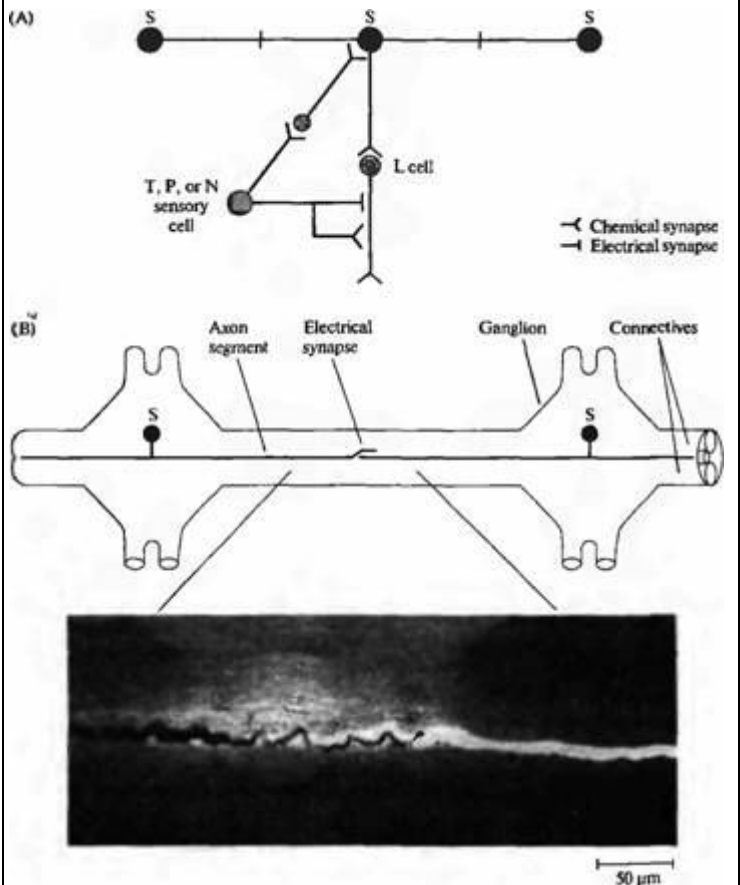 (A)
S S S
L cell
T, P, or N
sensory
cell
Chemical synapse
Electrical synapse
(B)
Axon
segment
Electrical
synapse
Ganglion
Connectives
S S
50 μm